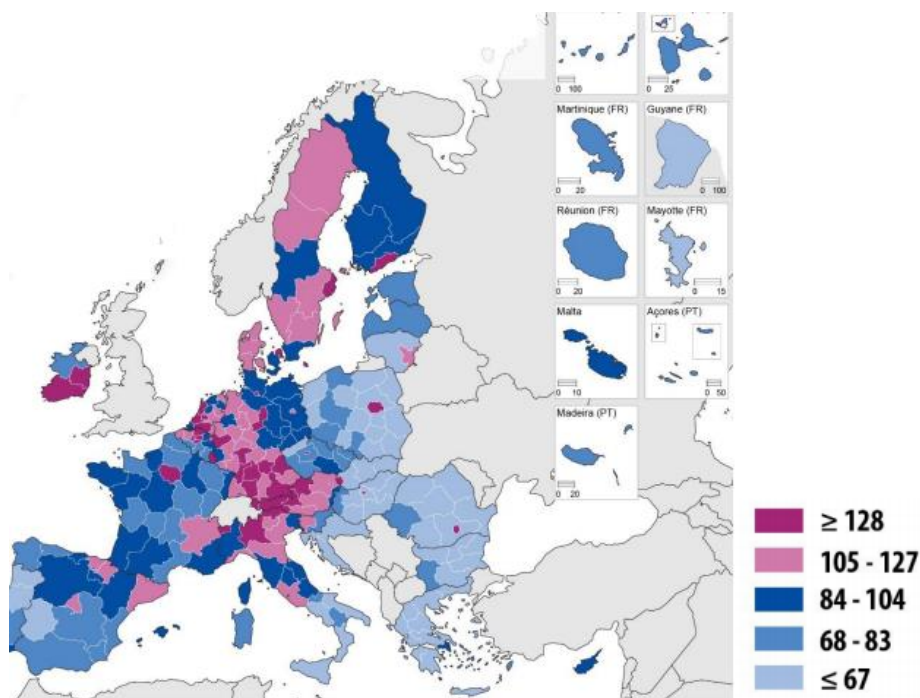 0 100
0 25
Martinique (FR)
Guyane (FR)
0 20
0 100
Réunion (FR)
Mayotte (FR)
0 20
0 15
Malta
Açores (PT)
0 10
0 50
Madeira (PT)
0 20
≥ 128
105 - 127
84 - 104
68 - 83
≤ 67